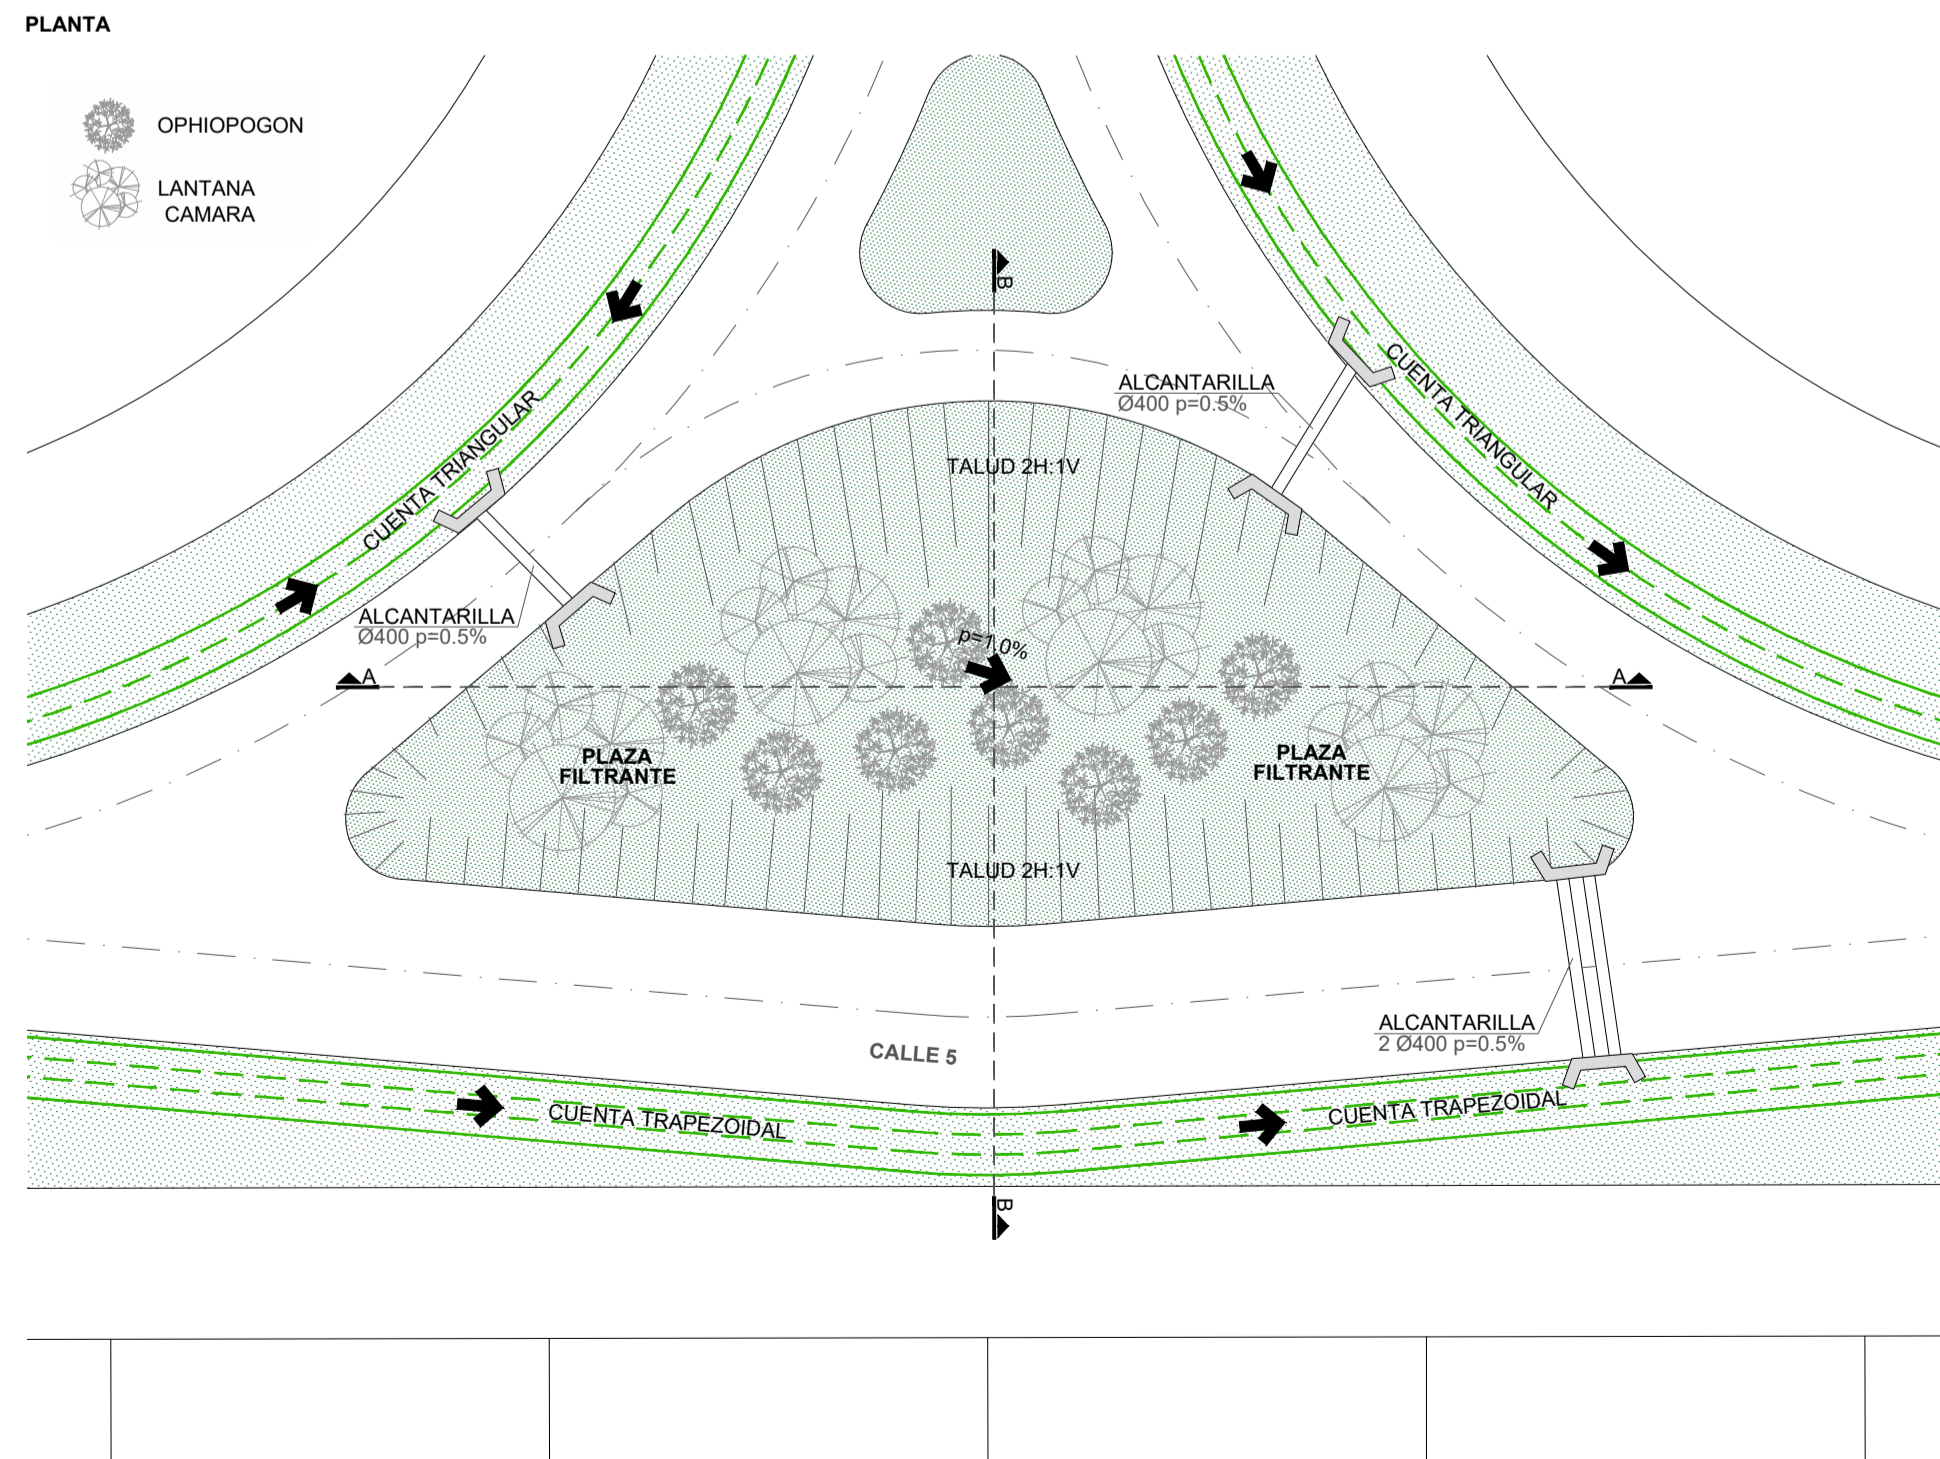 PLANTA
OPHIOPOGON
LANTANA
CAMARA
B
ALCANTARILLA
Ø400 p=0.5%
CUENTA TRIANGULAR
CUENTA TRIANGULAR
TALUD 2H:1V
ALCANTARILLA
Ø400 p=0.5%
p=1.0%
A
A
PLAZA
FILTRANTE
PLAZA
FILTRANTE
TALUD 2H:1V
ALCANTARILLA
2 Ø400 p=0.5%
CALLE 5
CUENTA TRAPEZOIDAL
CUENTA TRAPEZOIDAL
B